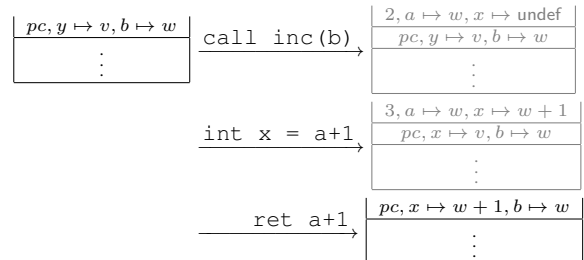 pc, y ↦ v, b ↦ w
⋮
call inc(b)
2, a ↦ w, x ↦ undef
pc, y ↦ v, b ↦ w
⋮
int x = a+1
3, a ↦ w, x ↦ w + 1
pc, x ↦ v, b ↦ w
⋮
ret a+1
pc, x ↦ w + 1, b ↦ w
⋮